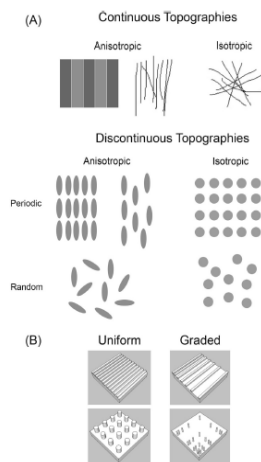 (A)
Continuous Topographies
Anisotropic Isotropic
Discontinuous Topographies
Anisotropic Isotropic
Periodic
Random
(B)
Uniform Graded